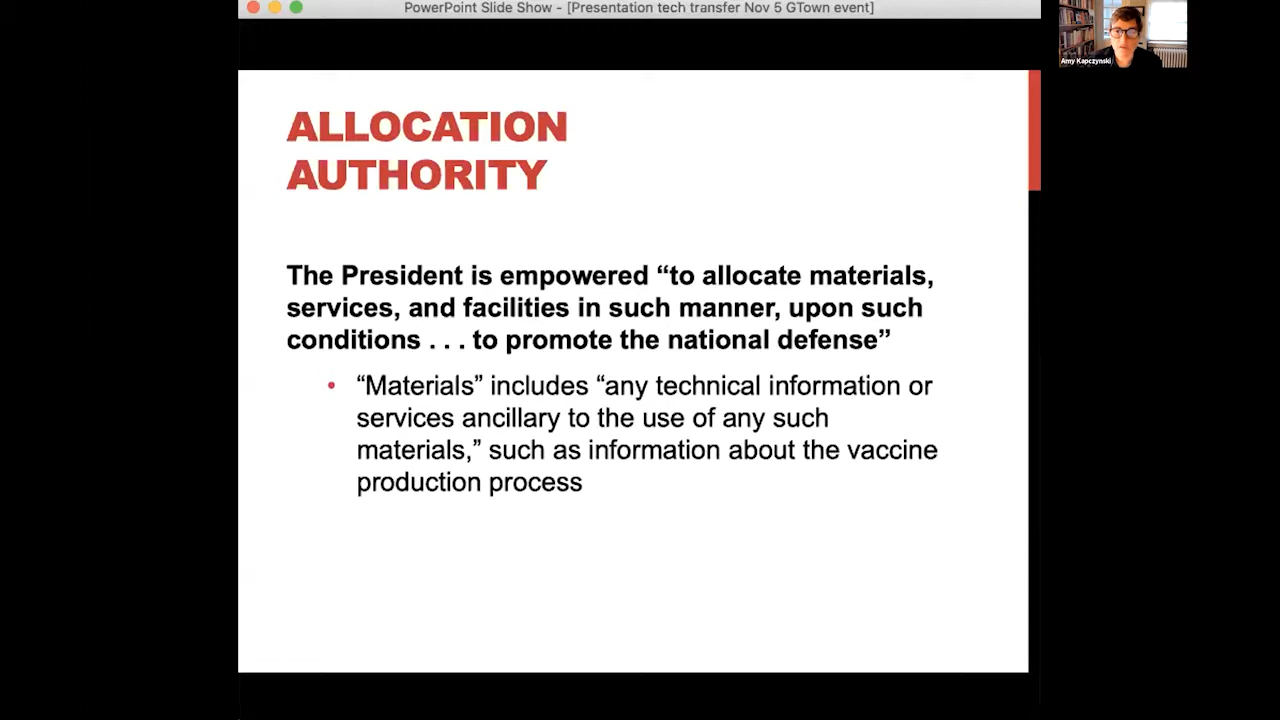 PowerPoint Slide Show - [Presentation tech transfer Nov 5 GTown event]
Amy Kapczynski
ALLOCATION
AUTHORITY
The President is empowered “to allocate materials,
services, and facilities in such manner, upon such
conditions . . . to promote the national defense”
• “Materials” includes “any technical information or
services ancillary to the use of any such
materials,” such as information about the vaccine
production process